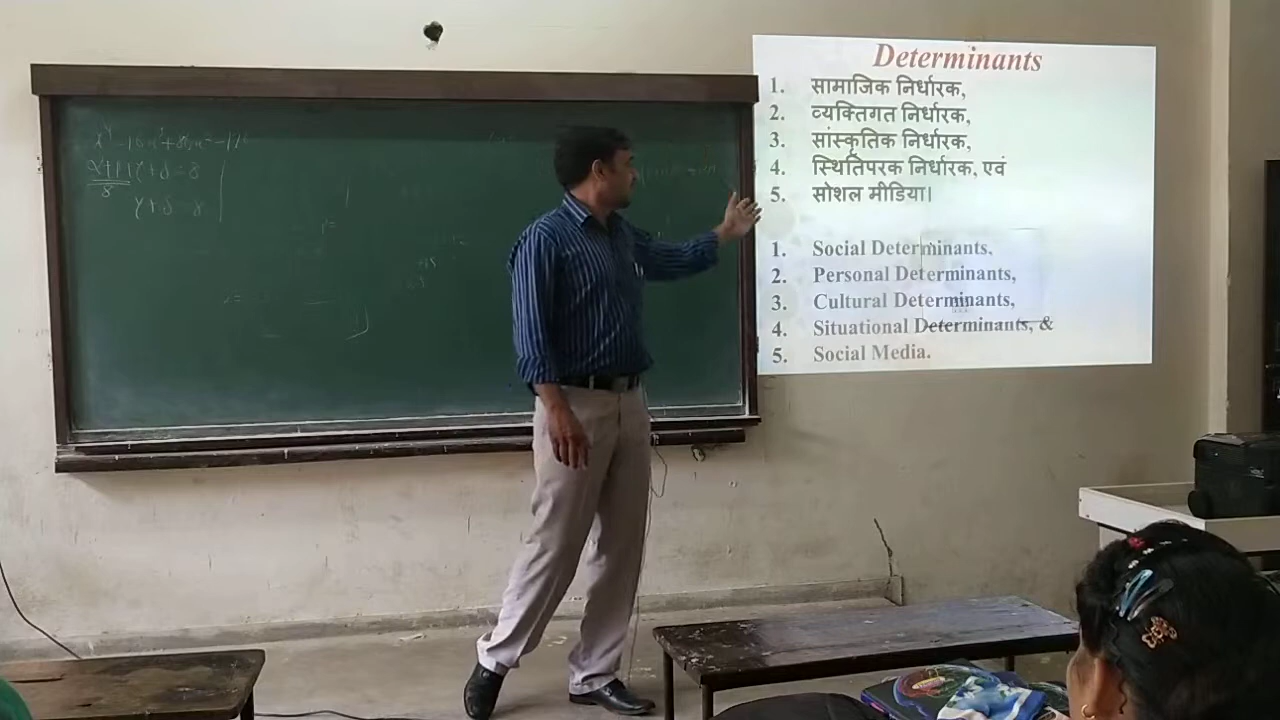 Determinants
1. सामाजिक निर्धारक,
2. व्यक्तिगत निर्धारक,
3. सांस्कृतिक निर्धारक,
4. स्थितिपरक निर्धारक, एवं
5. सोशल मीडिया।
1. Social Determinants,
2. Personal Determinants,
3. Cultural Determinants,
4. Situational Determinants, &
5. Social Media.